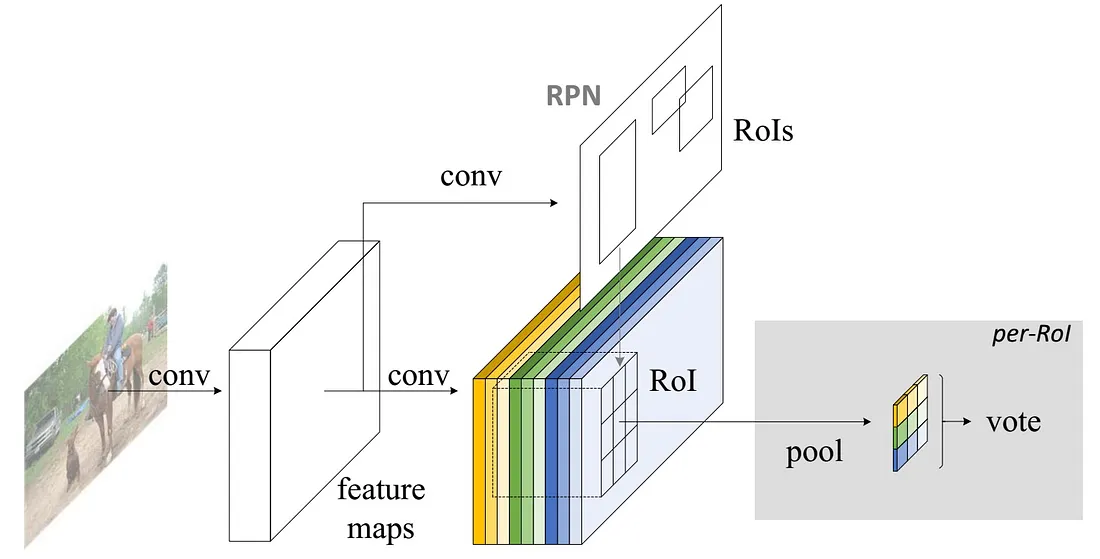 RPN
RoIs
conv
conv
conv
RoI
feature
maps
per-RoI
pool
vote